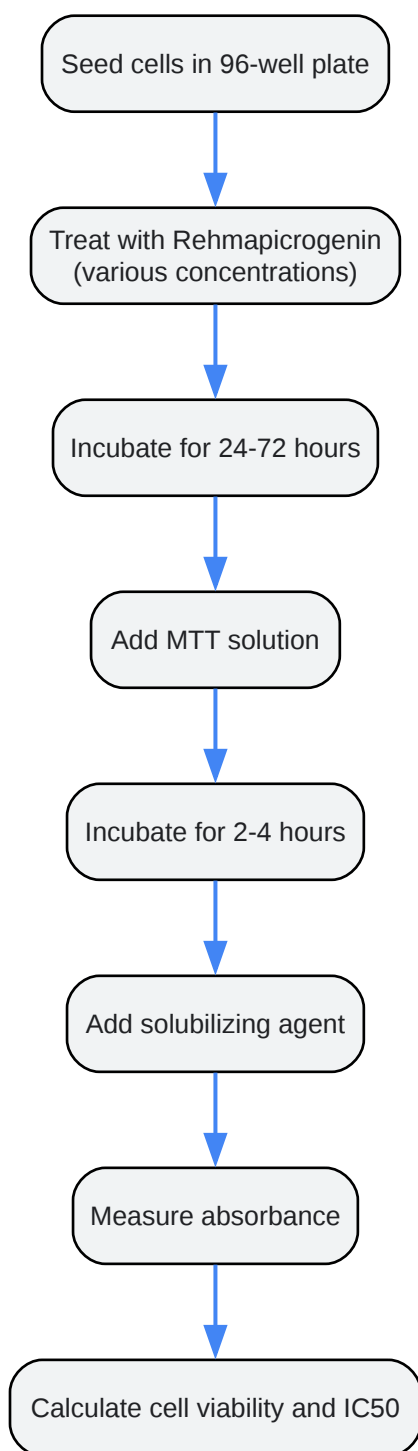 Seed cells in 96-well plate
Treat with Rehmapicrogenin
(various concentrations)
Incubate for 24-72 hours
Add MTT solution
Incubate for 2-4 hours
Add solubilizing agent
Measure absorbance
Calculate cell viability and IC50